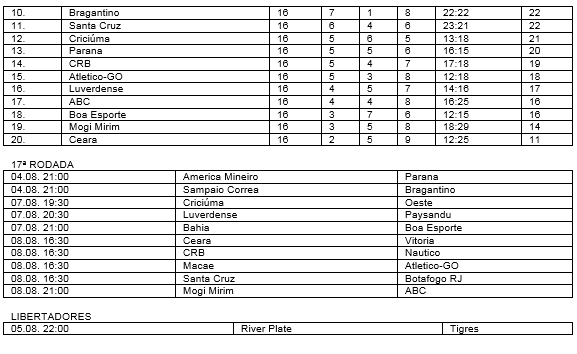 10. Bragantino 16 7 1 8 22:22 22
11. Santa Cruz 16 6 4 6 23:21 22
12. Criciúma 16 5 6 5 13:18 21
13. Parana 16 5 5 6 16:15 20
14. CRB 16 5 4 7 17:18 19
15. Atletico-GO 16 5 3 8 12:18 18
16. Luverdense 16 4 5 7 14:16 17
17. ABC 16 4 4 8 16:25 16
18. Boa Esporte 16 3 7 6 12:15 16
19. Mogi Mirim 16 3 5 8 18:29 14
20. Ceara 16 2 5 9 12:25 11
17ª RODADA
04.08. 21:00 America Mineiro Parana
04.08. 21:00 Sampaio Correa Bragantino
07.08. 19:30 Criciúma Oeste
07.08. 20:30 Luverdense Paysandu
07.08. 21:00 Bahia Boa Esporte
08.08. 16:30 Ceara Vitoria
08.08. 16:30 CRB Nautico
08.08. 16:30 Macae Atletico-GO
08.08. 16:30 Santa Cruz Botafogo RJ
08.08. 21:00 Mogi Mirim ABC
LIBERTADORES
05.08. 22:00 River Plate Tigres